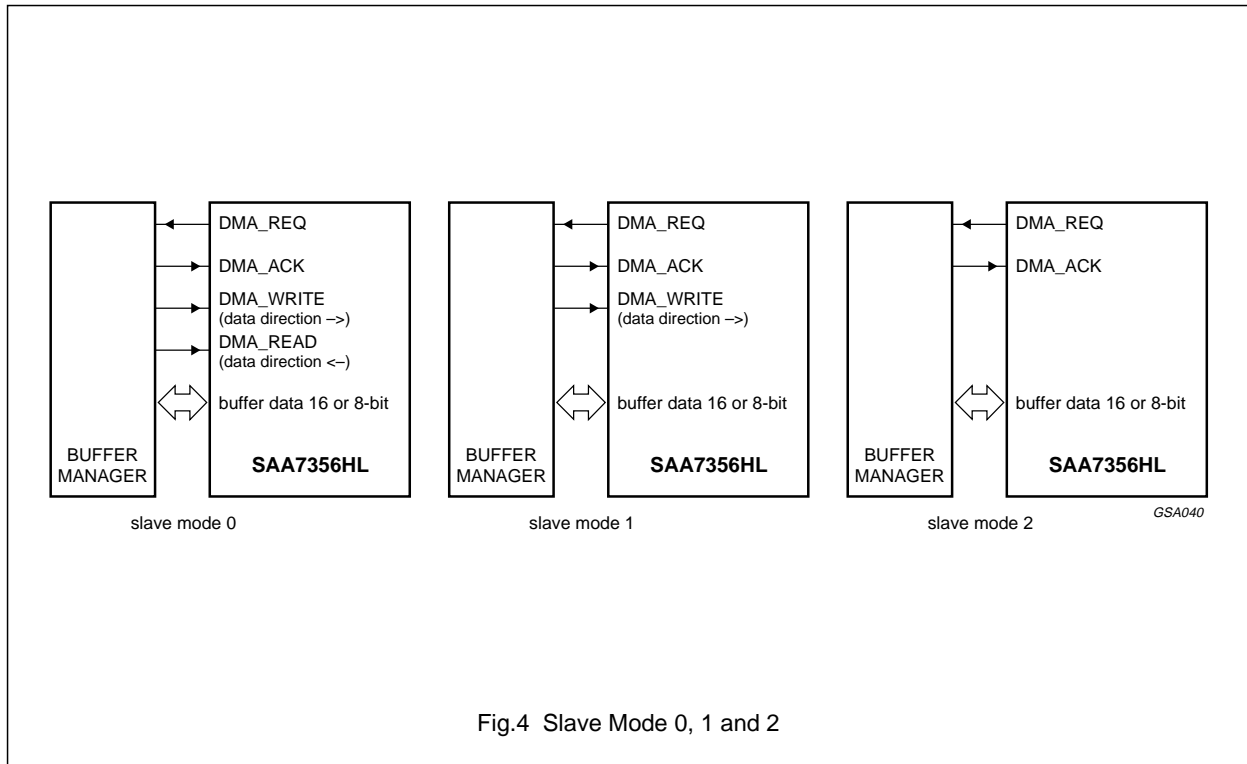 DMA_REQ
DMA_ACK
DMA_WRITE
(data direction –>)
DMA_READ
(data direction <–)
buffer data 16 or 8-bit
BUFFER
MANAGER
SAA7356HL
slave mode 0
DMA_REQ
DMA_ACK
DMA_WRITE
(data direction –>)
buffer data 16 or 8-bit
BUFFER
MANAGER
SAA7356HL
slave mode 1
DMA_REQ
DMA_ACK
buffer data 16 or 8-bit
BUFFER
MANAGER
SAA7356HL
slave mode 2
GSA040
Fig.4 Slave Mode 0, 1 and 2